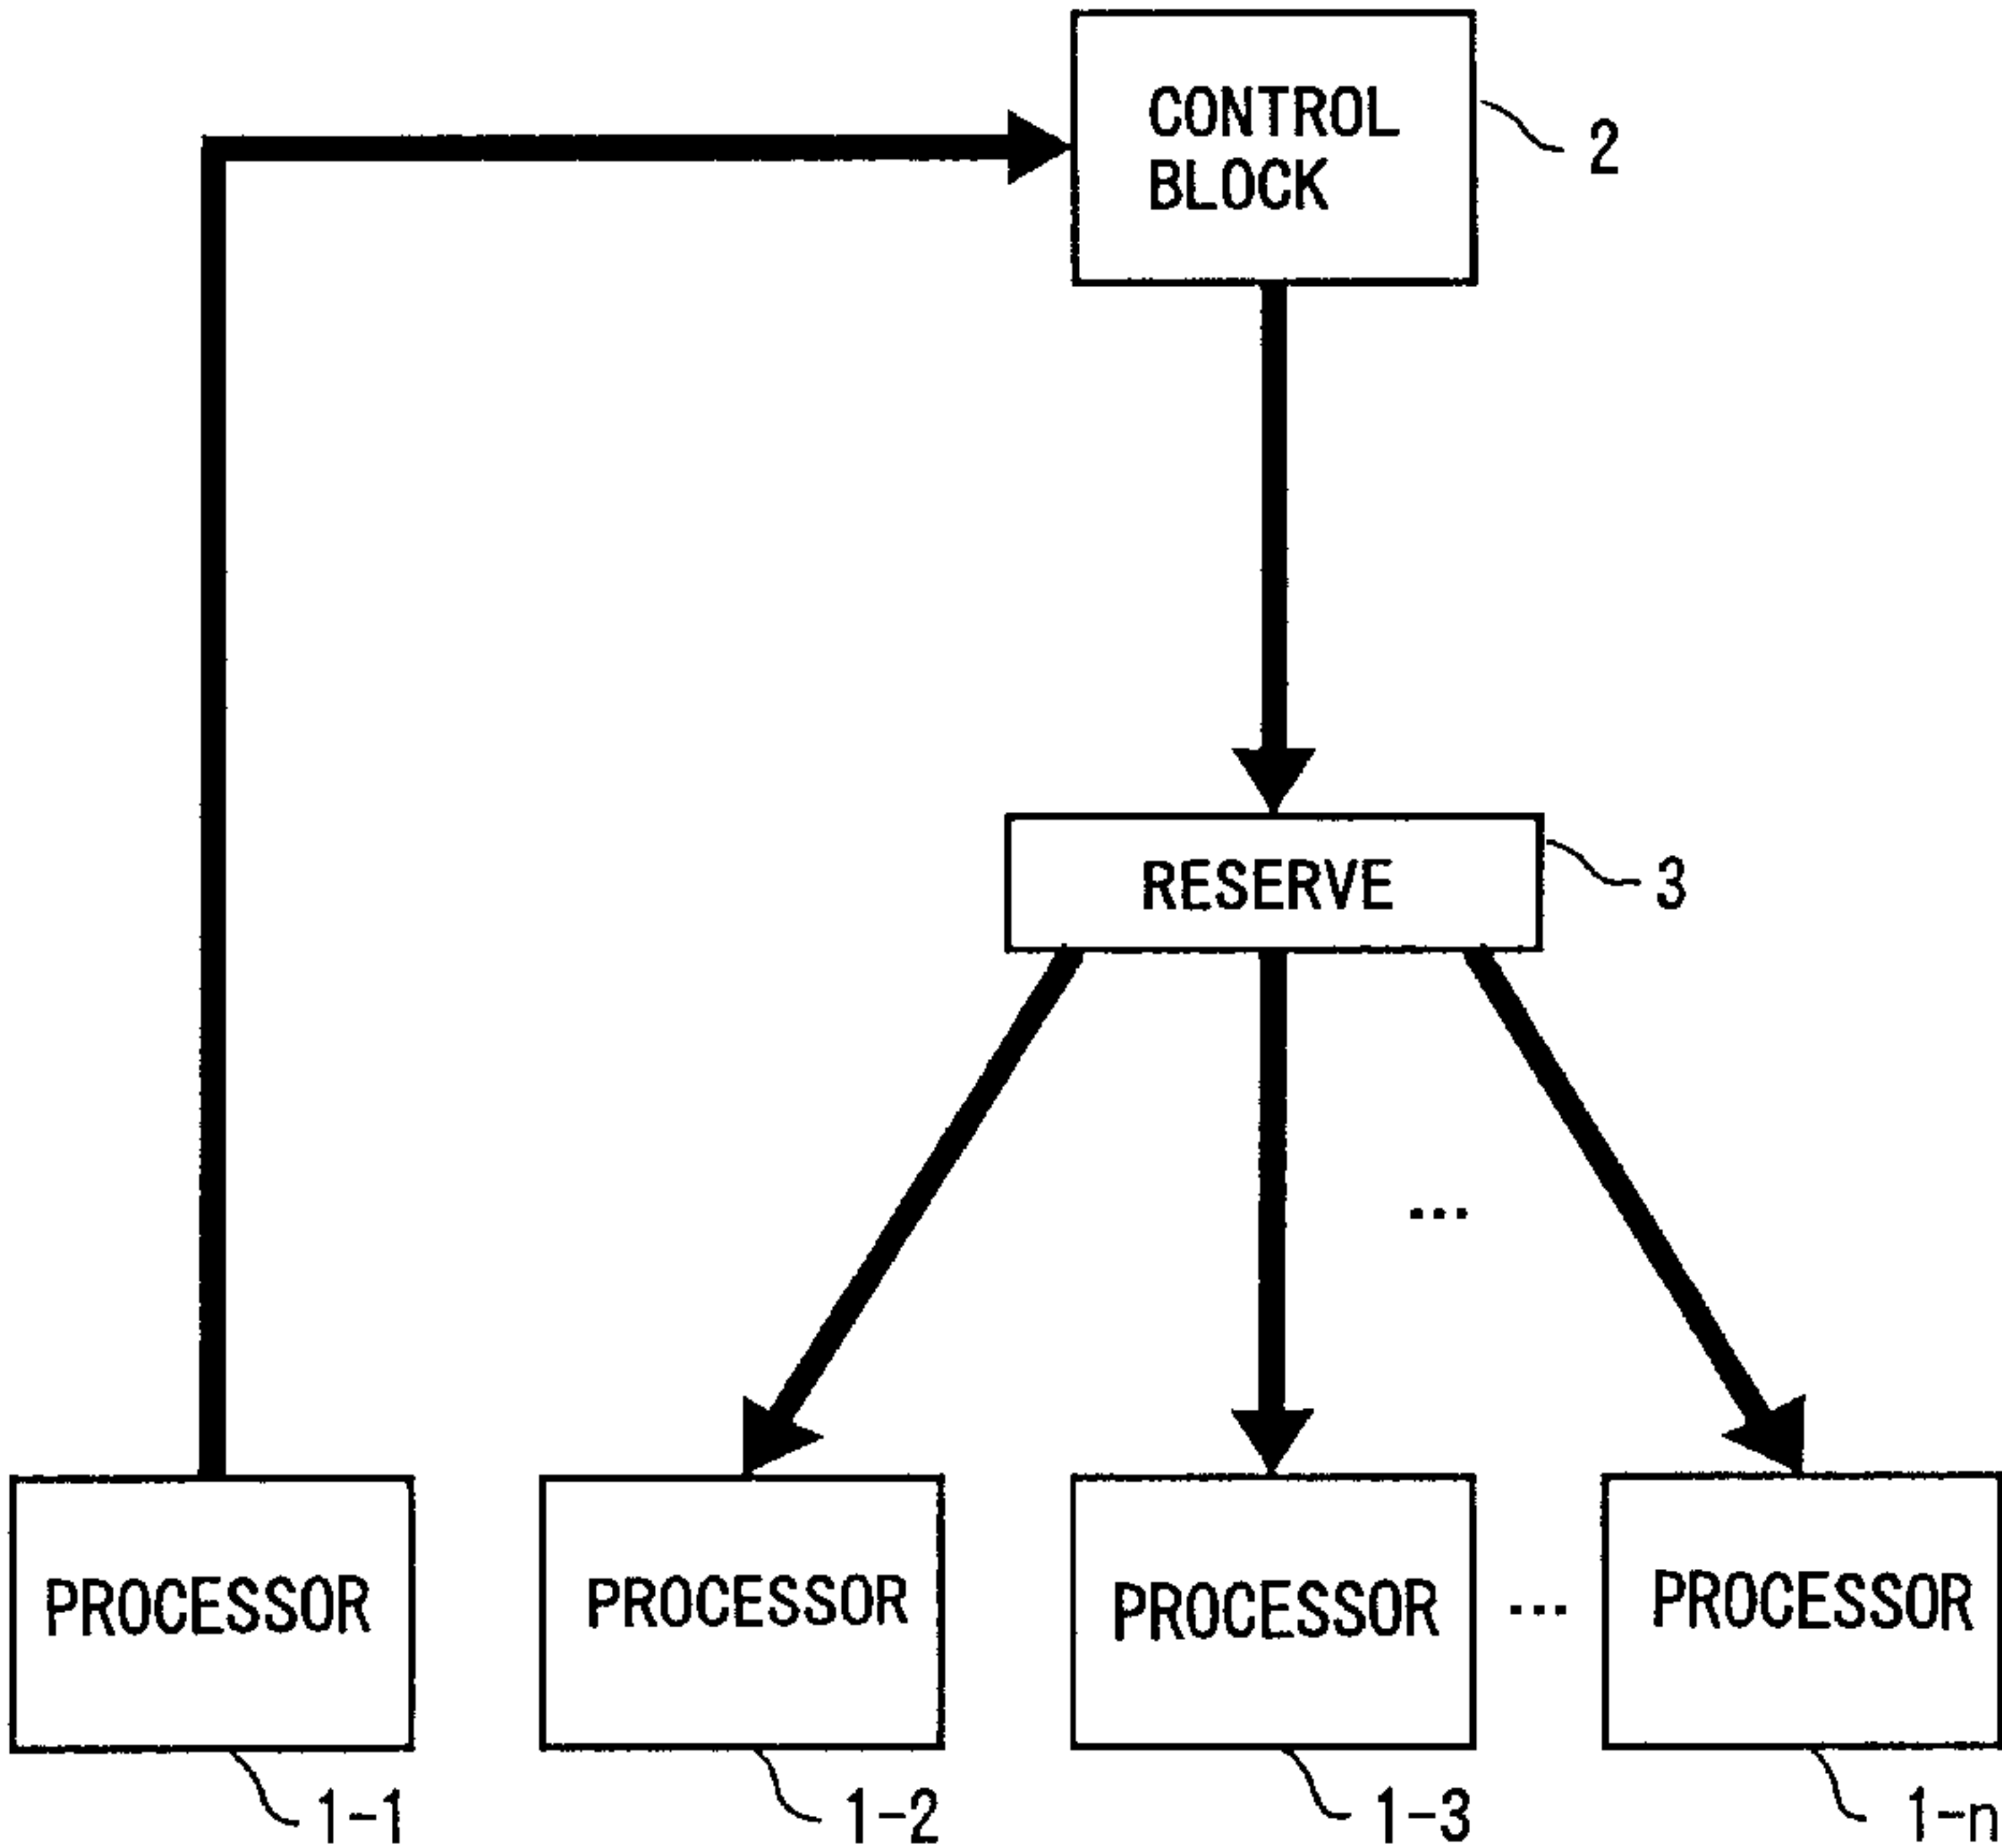 CONTROL
BLOCK
2
RESERVE
3
...
PROCESSOR
PROCESSOR
PROCESSOR
...
PROCESSOR
1-1
1-2
1-3
1-n